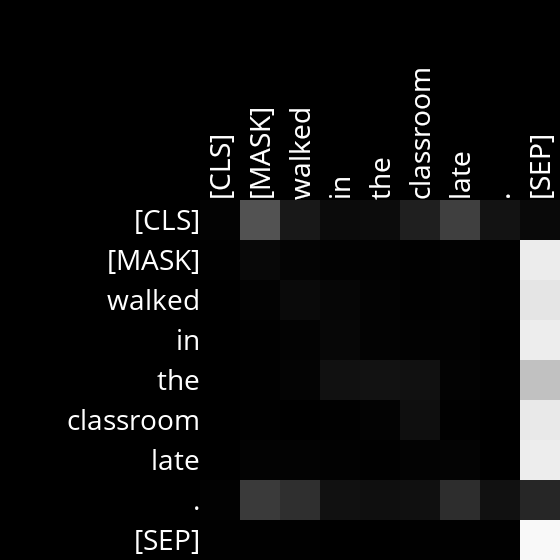 [CLS] [MASK] walked in the classroom late . [SEP]
[CLS]
[MASK]
walked
in
the
classroom
late
.
[SEP]